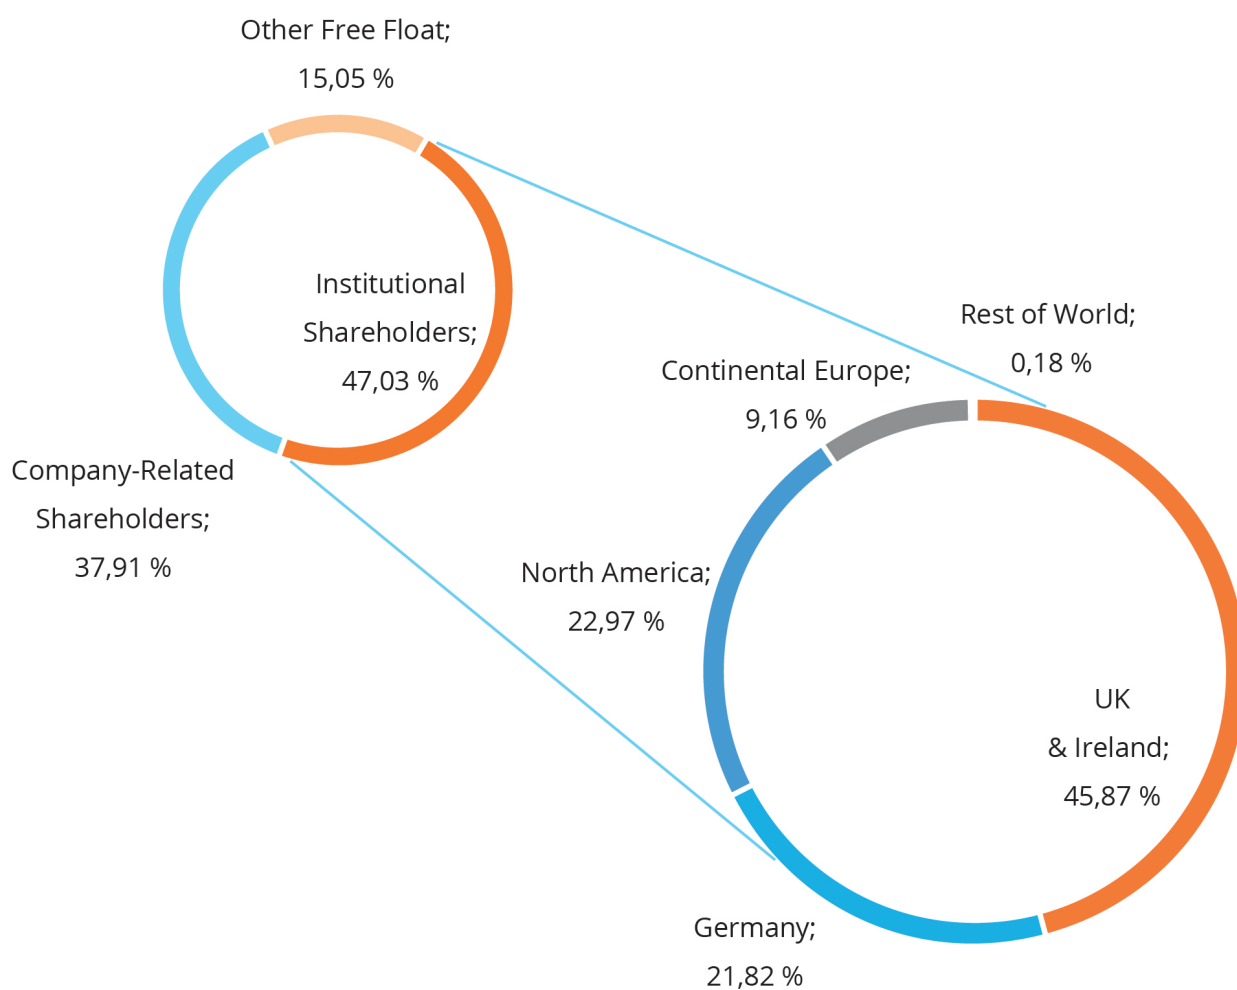 Other Free Float;
15,05 %
Institutional
Shareholders;
47,03 %
Company-Related
Shareholders;
37,91 %
Rest of World;
0,18 %
Continental Europe;
9,16 %
North America;
22,97 %
UK
& Ireland;
45,87 %
Germany;
21,82 %